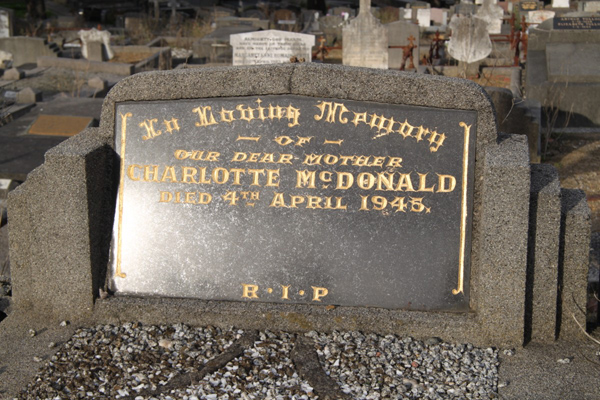 In Loving Memory
— OF —
OUR DEAR MOTHER
CHARLOTTE McDONALD
DIED 4TH APRIL 1945.
R·I·P